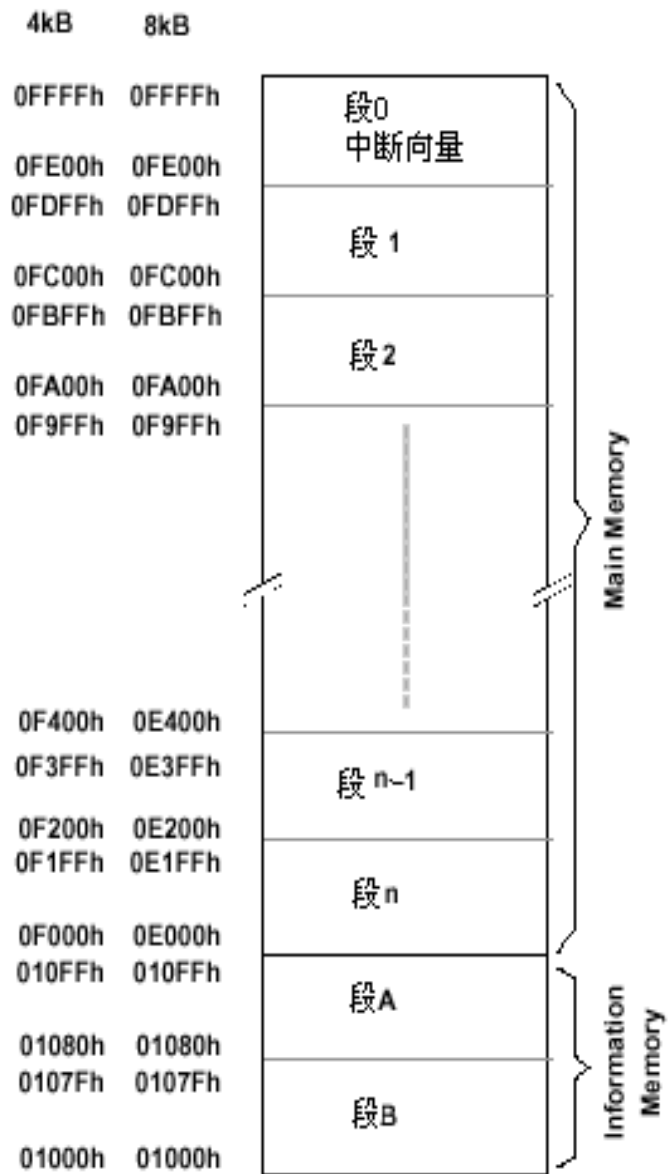 4kB 8kB
0FFFFh 0FFFFh
段0
中断向量
0FE00h 0FE00h
0FDFFh 0FDFFh
段 1
0FC00h 0FC00h
0FBFFh 0FBFFh
段 2
0FA00h 0FA00h
0F9FFh 0F9FFh
Main Memory
0F400h 0E400h
0F3FFh 0E3FFh
段 n-1
0F200h 0E200h
0F1FFh 0E1FFh
段 n
0F000h 0E000h
010FFh 010FFh
段A
01080h 01080h
0107Fh 0107Fh
段B
01000h 01000h
Information
Memory